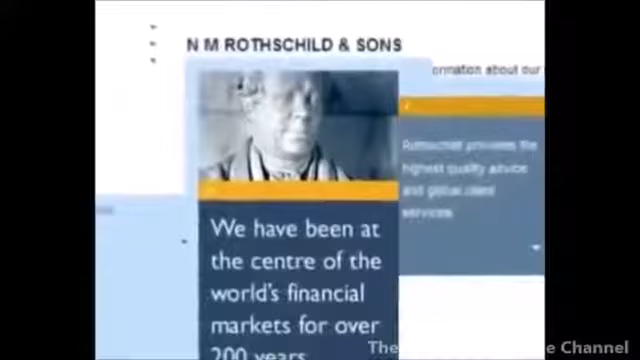 N M ROTHSCHILD & SONS
ormation about our
Rothschild provides the
highest quality advice
and global client
services
We have been at
the centre of the
world's financial
markets for over
200 years
The
e Channel